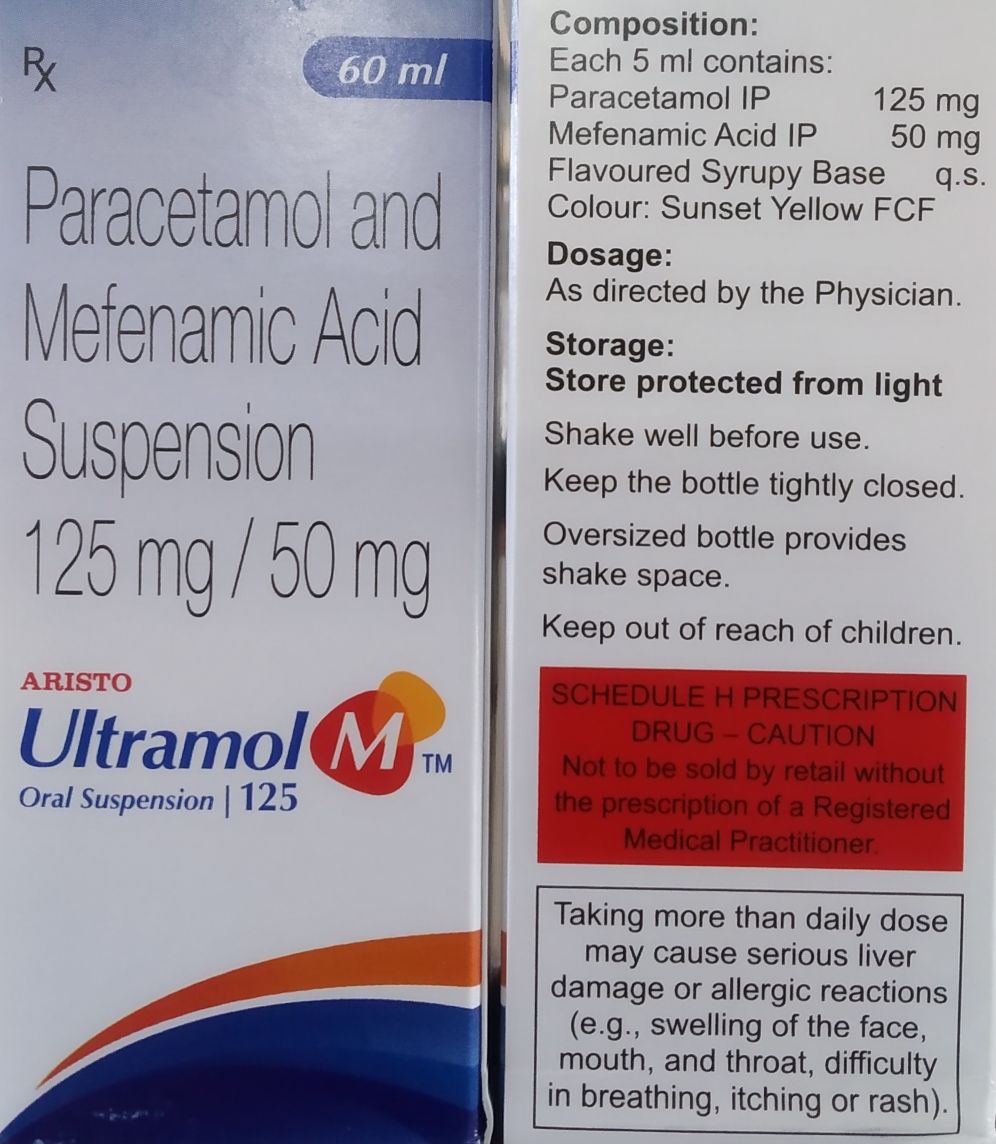 Rx
60 ml
Paracetamol and
Mefenamic Acid
Suspension
125 mg / 50 mg
ARISTO
Ultramol M ™
Oral Suspension | 125
Composition:
Each 5 ml contains:
Paracetamol IP 125 mg
Mefenamic Acid IP 50 mg
Flavoured Syrupy Base q.s.
Colour: Sunset Yellow FCF
Dosage:
As directed by the Physician.
Storage:
Store protected from light
Shake well before use.
Keep the bottle tightly closed.
Oversized bottle provides
shake space.
Keep out of reach of children.
SCHEDULE H PRESCRIPTION
DRUG – CAUTION
Not to be sold by retail without
the prescription of a Registered
Medical Practitioner.
Taking more than daily dose
may cause serious liver
damage or allergic reactions
(e.g., swelling of the face,
mouth, and throat, difficulty
in breathing, itching or rash).